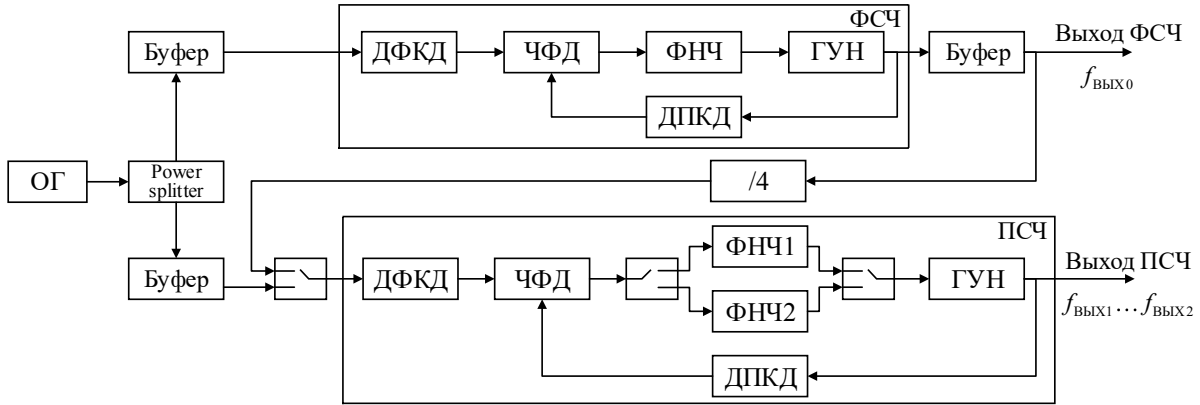 ФСЧ
Буфер
ДФКД
ЧФД
ФНЧ
ГУН
Буфер
Выход ФСЧ
fВЫХ0
ДПКД
ОГ
Power
splitter
/4
ПСЧ
Буфер
ДФКД
ЧФД
ФНЧ1
ФНЧ2
ГУН
Выход ПСЧ
fВЫХ1…fВЫХ2
ДПКД